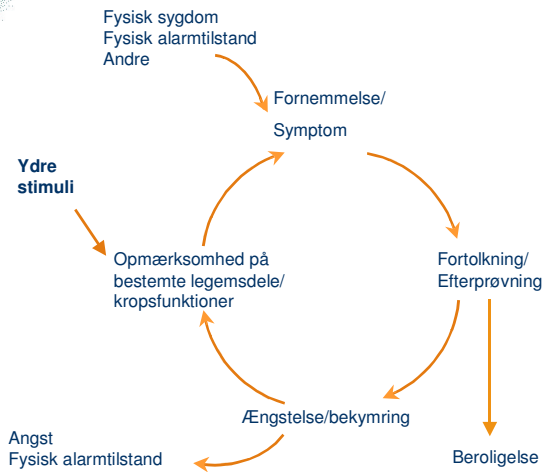 Fysisk sygdom
Fysisk alarmtilstand
Andre
Fornemmelse/
Symptom
Ydre
stimuli
Opmærksomhed på
bestemte legemsdele/
kropsfunktioner
Fortolkning/
Efterprøvning
Ængstelse/bekymring
Angst
Fysisk alarmtilstand
Beroligelse